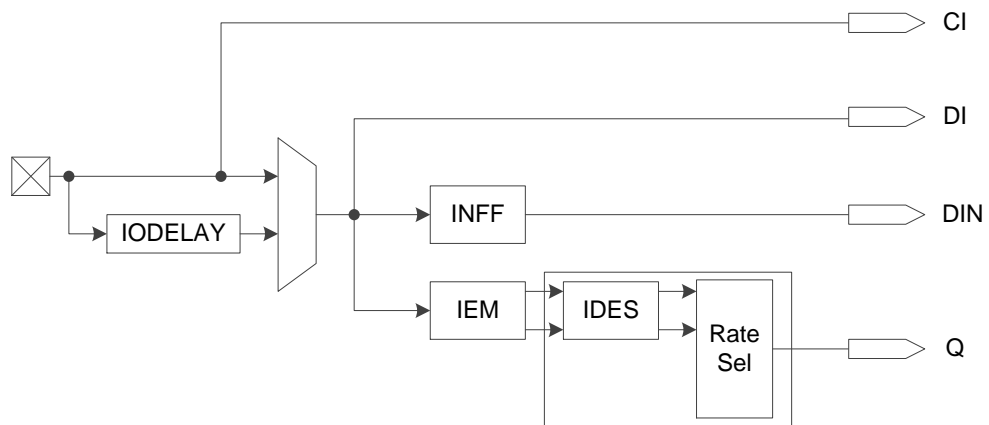 CI
DI
IODELAY
INFF
DIN
IEM
IDES
Rate
Sel
Q